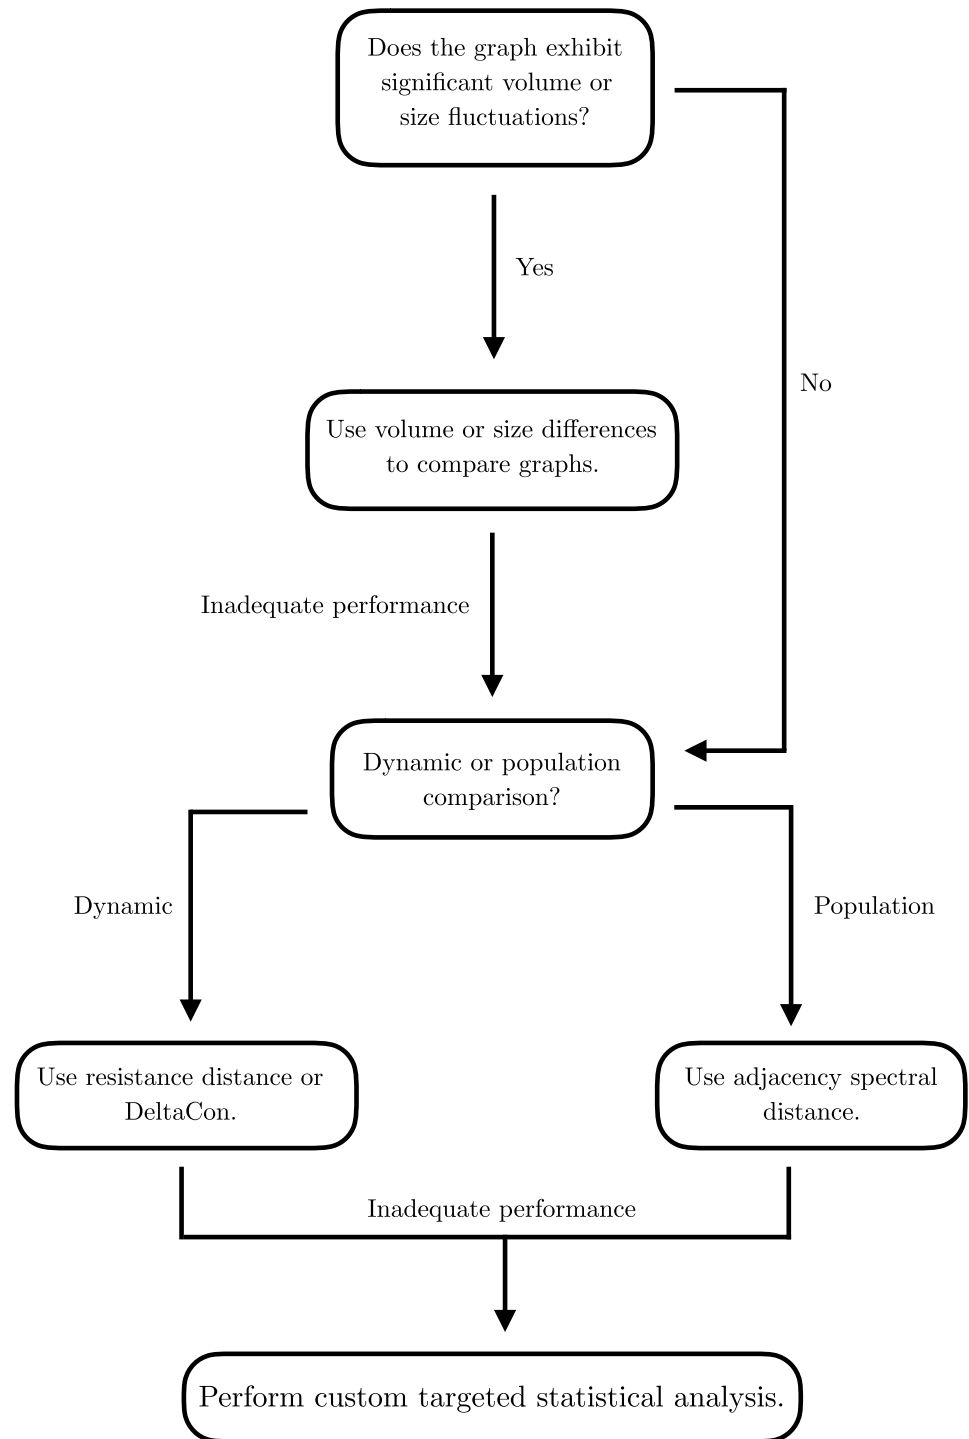 Does the graph exhibit
significant volume or
size fluctuations?
Yes
No
Use volume or size differences
to compare graphs.
Inadequate performance
Dynamic or population
comparison?
Dynamic
Population
Use resistance distance or
DeltaCon.
Use adjacency spectral
distance.
Inadequate performance
Perform custom targeted statistical analysis.